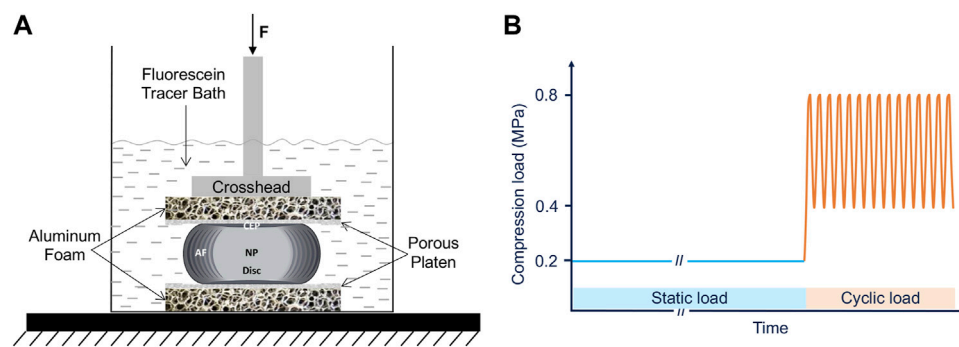 A
F
Fluorescein
Tracer Bath
Crosshead
Aluminum
Foam
CEP
AF
NP
Disc
Porous
Platen
B
Compression load (MPa)
0.8
0.4
0.2
//
Static load
Cyclic load
//
Time